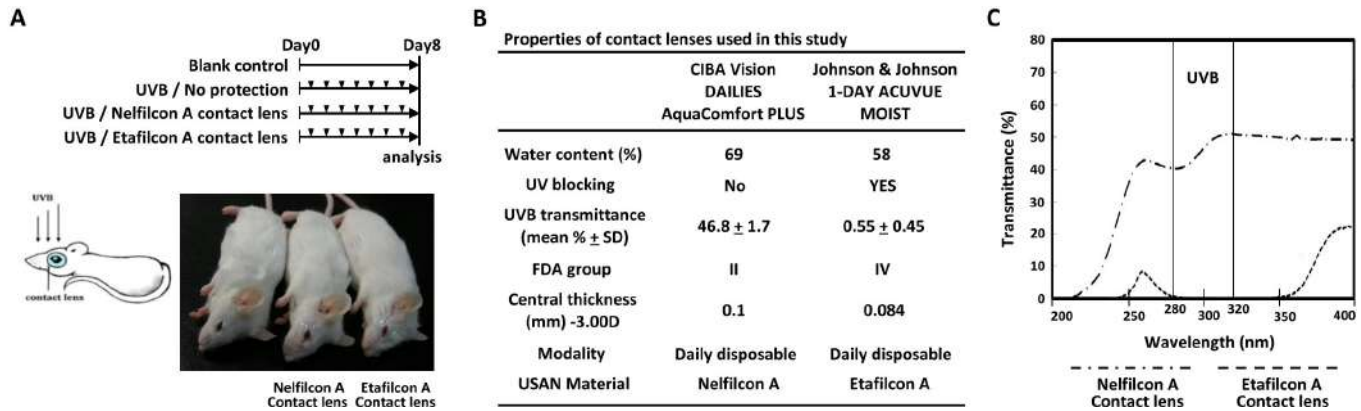 A
Day0 Day8
Blank control
UVB / No protection
UVB / Nelfilcon A contact lens
UVB / Etafilcon A contact lens
analysis
UVB
contact lens
Nelfilcon A
Contact lens
Etafilcon A
Contact lens
B
Properties of contact lenses used in this study
CIBA Vision
DAILIES
AquaComfort PLUS
Johnson & Johnson
1-DAY ACUVUE
MOIST
Water content (%) 69 58
UV blocking No YES
UVB transmittance
(mean % ± SD) 46.8 ± 1.7 0.55 ± 0.45
FDA group II IV
Central thickness
(mm) -3.00D 0.1 0.084
Modality Daily disposable Daily disposable
USAN Material Nelfilcon A Etafilcon A
C
80
70
60
50
40
30
20
10
0
Transmittance (%)
UVB
200 250 280 300 320 350 400
Wavelength (nm)
Nelfilcon A
Contact lens
Etafilcon A
Contact lens